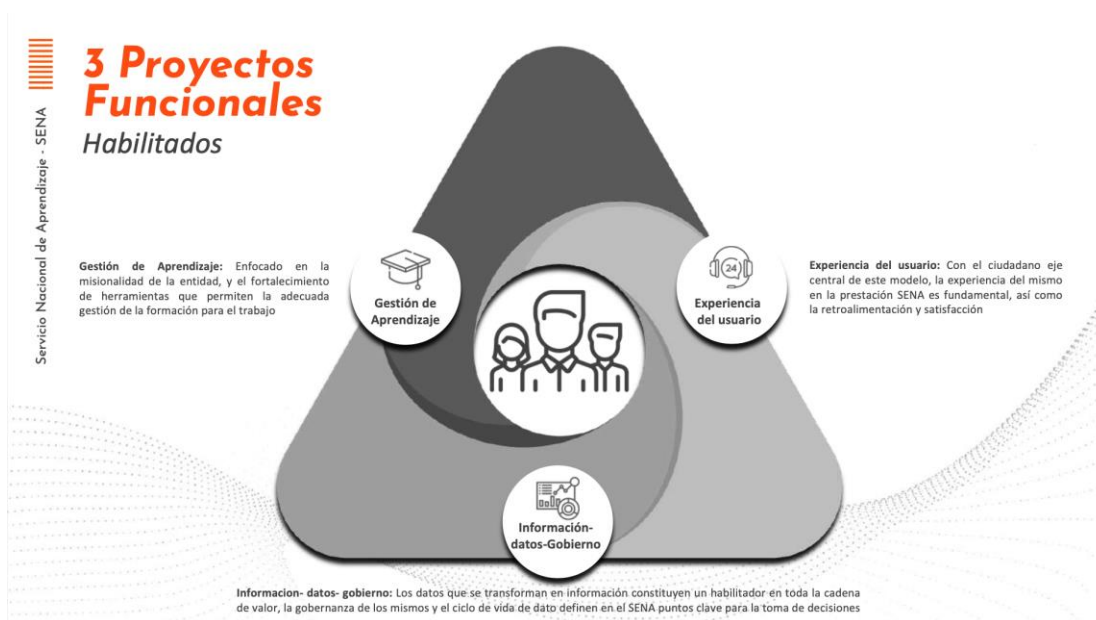 3 Proyectos
Funcionales
Habilitados
Servicio Nacional de Aprendizaje - SENA
Gestión de Aprendizaje: Enfocado en la
misionalidad de la entidad, y el fortalecimiento
de herramientas que permiten la adecuada
gestión de la formación para el trabajo
Gestión de
Aprendizaje
24
Experiencia
del usuario
Experiencia del usuario: Con el ciudadano eje
central de este modelo, la experiencia del mismo
en la prestación SENA es fundamental, así como
la retroalimentación y satisfacción
Información-
datos-Gobierno
Informacion- datos- gobierno: Los datos que se transforman en información constituyen un habilitador en toda la cadena
de valor, la gobernanza de los mismos y el ciclo de vida de dato definen en el SENA puntos clave para la toma de decisiones